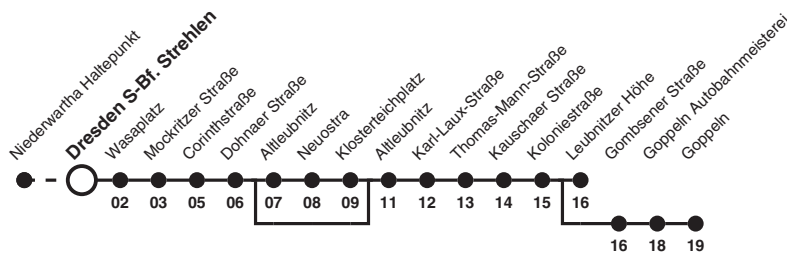 Niederwartha Haltepunkt
Dresden S-Bf. Strehlen
Wasaplatz
Mockritzer Straße
Corinthstraße
Dohnaer Straße
Altleubnitz
Neuostra
Klosterteichplatz
Altleubnitz
Karl-Laux-Straße
Thomas-Mann-Straße
Kauschaer Straße
Koloniestraße
Leubnitzer Höhe
Gombsener Straße
Goppeln Autobahnmeisterei
Goppeln
02 03 05 06 07 08 09 11 12 13 14 15 16
16 18 19